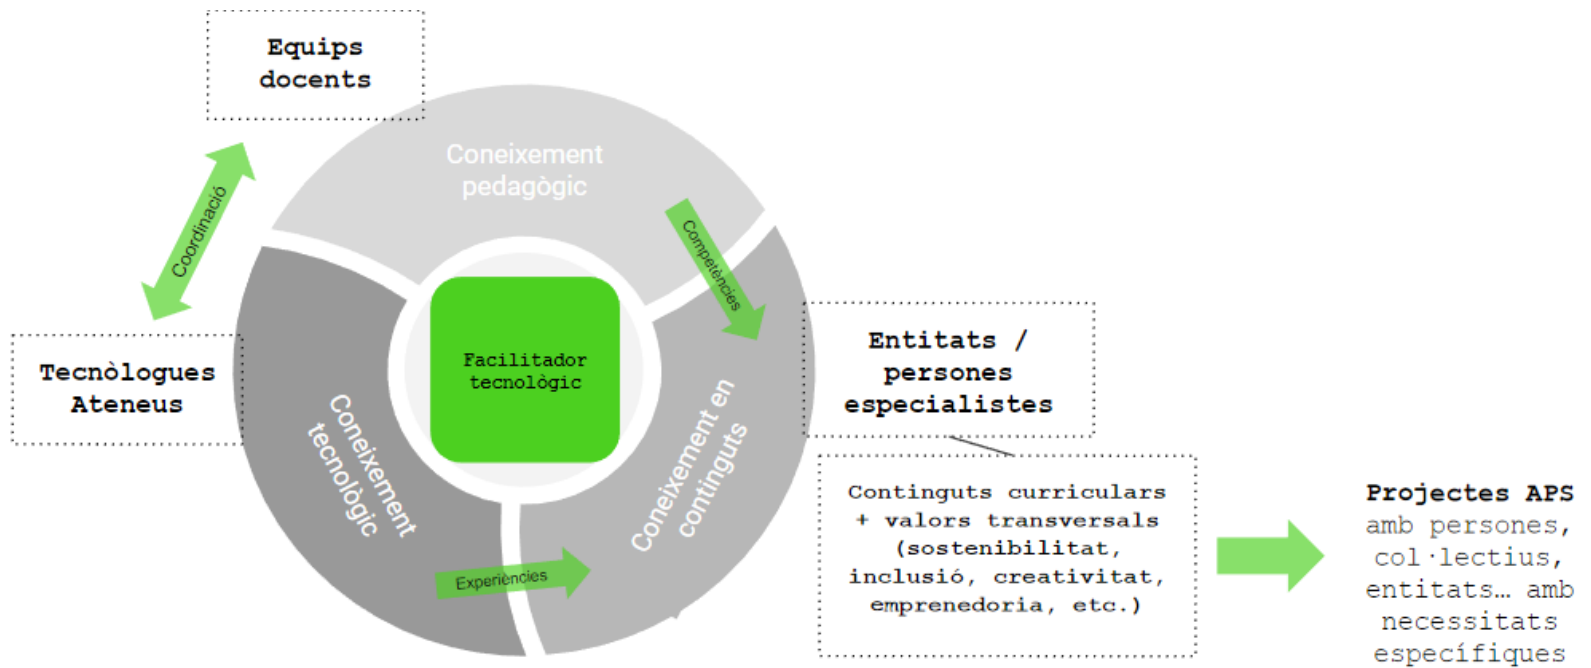 Equips
docents
Coneixement
pedagògic
Coordinació
Competències
Tecnòlogues
Ateneus
Facilitador
tecnològic
Entitats /
persones
especialistes
Coneixement
tecnològic
Coneixement en
continguts
Experiències
Continguts curriculars
+ valors transversals
(sostenibilitat,
inclusió, creativitat,
emprenedoria, etc.)
Projectes APS
amb persones,
col·lectius,
entitats… amb
necessitats
específiques